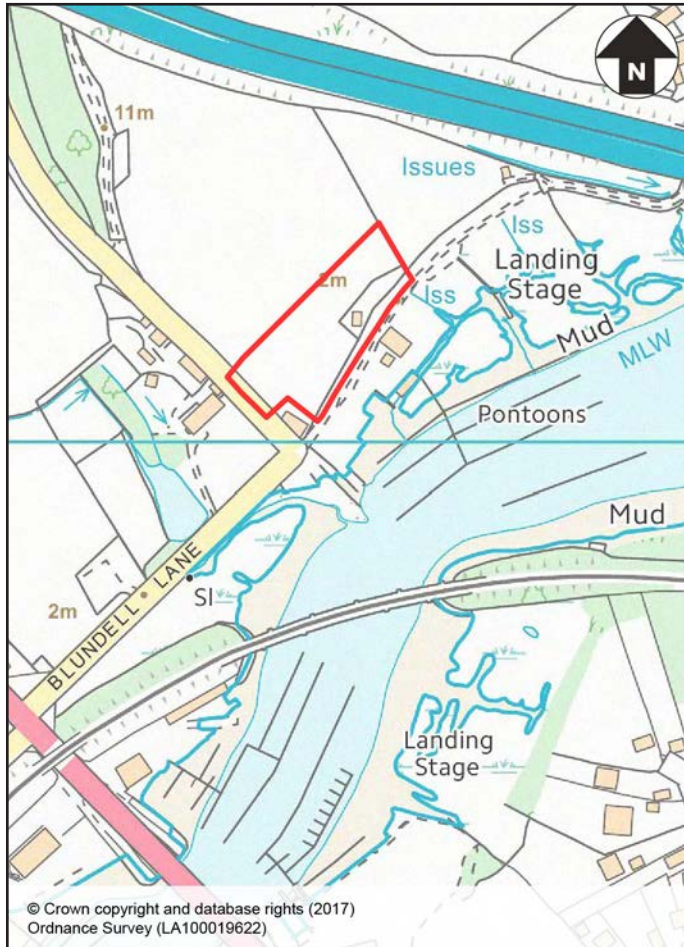 N
11m
Issues
Iss
Landing
Stage
2m
Iss
Mud
MLW
Pontoons
Mud
BLUNDELL LANE
Sl
2m
Landing
Stage
© Crown copyright and database rights (2017)
Ordnance Survey (LA100019622)